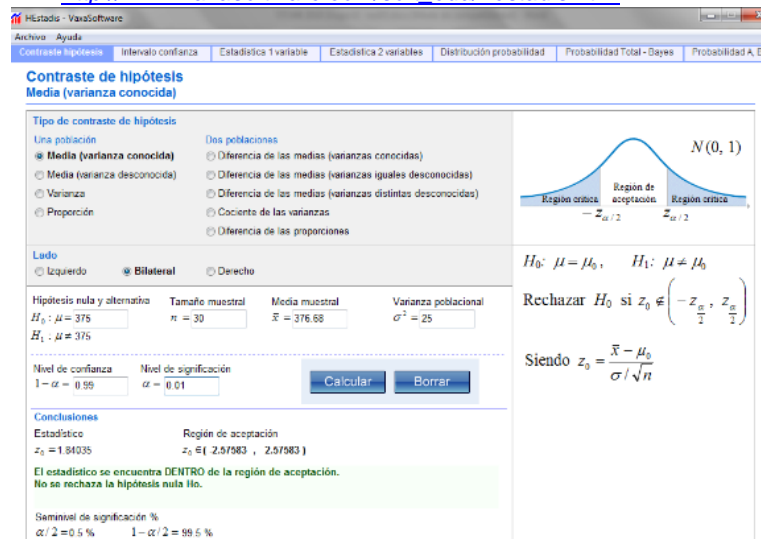 HEstadis - VaxaSoftware
Archivo Ayuda
Contraste hipótesis Intervalo confianza Estadística 1 variable Estadística 2 variables Distribución probabilidad Probabilidad Total - Bayes Probabilidad A, B
Contraste de hipótesis
Media (varianza conocida)
Tipo de contraste de hipótesis
Una población Dos poblaciones
Media (varianza conocida) Diferencia de las medias (varianzas conocidas)
Media (varianza desconocida) Diferencia de las medias (varianzas iguales desconocidas)
Varianza Diferencia de las medias (varianzas distintas desconocidas)
Proporción Cociente de las varianzas
Diferencia de las proporciones
N(0, 1)
Región de
Región crítica aceptación Región crítica
−z α/2 z α/2
Lado
Izquierdo Bilateral Derecho
H₀: μ = μ₀, H₁: μ ≠ μ₀
Rechazar H₀ si z₀ ∉ (−z α/2 , z α/2)
Siendo z₀ = (x̄ − μ₀) / (σ / √n)
Hipótesis nula y alternativa Tamaño muestral Media muestral Varianza poblacional
H₀ : μ = 375 n = 30 x̄ = 376.68 σ² = 25
H₁ : μ ≠ 375
Nivel de confianza Nivel de significación
1 − α = 0.99 α = 0.01 Calcular Borrar
Conclusiones
Estadístico Región de aceptación
z₀ = 1.84035 z₀ ∈ ( 2.57583 , 2.57583 )
El estadístico se encuentra DENTRO de la región de aceptación.
No se rechaza la hipótesis nula Ho.
Seminivel de significación %
α/2 = 0.5 % 1 − α/2 = 99.5 %